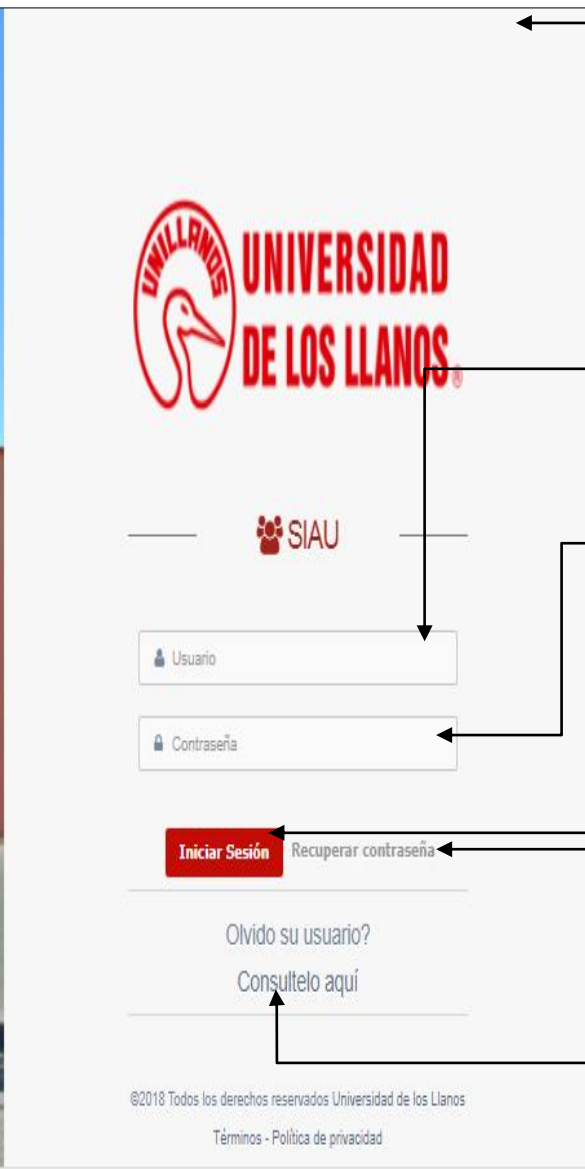 UNILLANOS
UNIVERSIDAD
DE LOS LLANOS®
SIAU
Usuario
Contraseña
Iniciar Sesión Recuperar contraseña
Olvido su usuario?
Consultelo aquí
©2018 Todos los derechos reservados Universidad de los Llanos
Términos - Política de privacidad